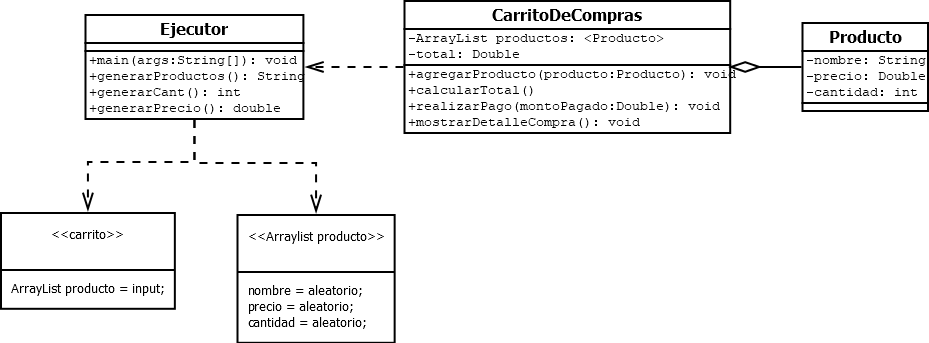 Ejecutor
+main(args:String[]): void
+generarProductos(): String
+generarCant(): int
+generarPrecio(): double
CarritoDeCompras
-ArrayList productos: <Producto>
-total: Double
+agregarProducto(producto:Producto): void
+calcularTotal()
+realizarPago(montoPagado:Double): void
+mostrarDetalleCompra(): void
Producto
-nombre: String
-precio: Double
-cantidad: int
<<carrito>>
ArrayList producto = input;
<<Arraylist producto>>
nombre = aleatorio;
precio = aleatorio;
cantidad = aleatorio;